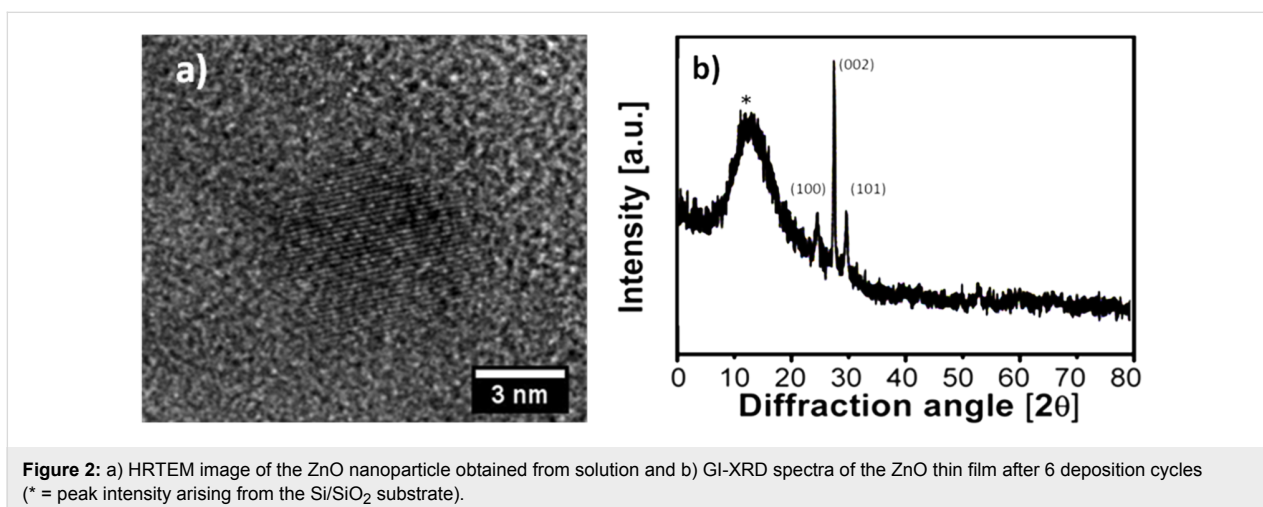 a)
3 nm
b)
*
(002)
(100)
(101)
Intensity [a.u.]
0 10 20 30 40 50 60 70 80
Diffraction angle [2θ]
Figure 2: a) HRTEM image of the ZnO nanoparticle obtained from solution and b) GI-XRD spectra of the ZnO thin film after 6 deposition cycles
(* = peak intensity arising from the Si/SiO₂ substrate).